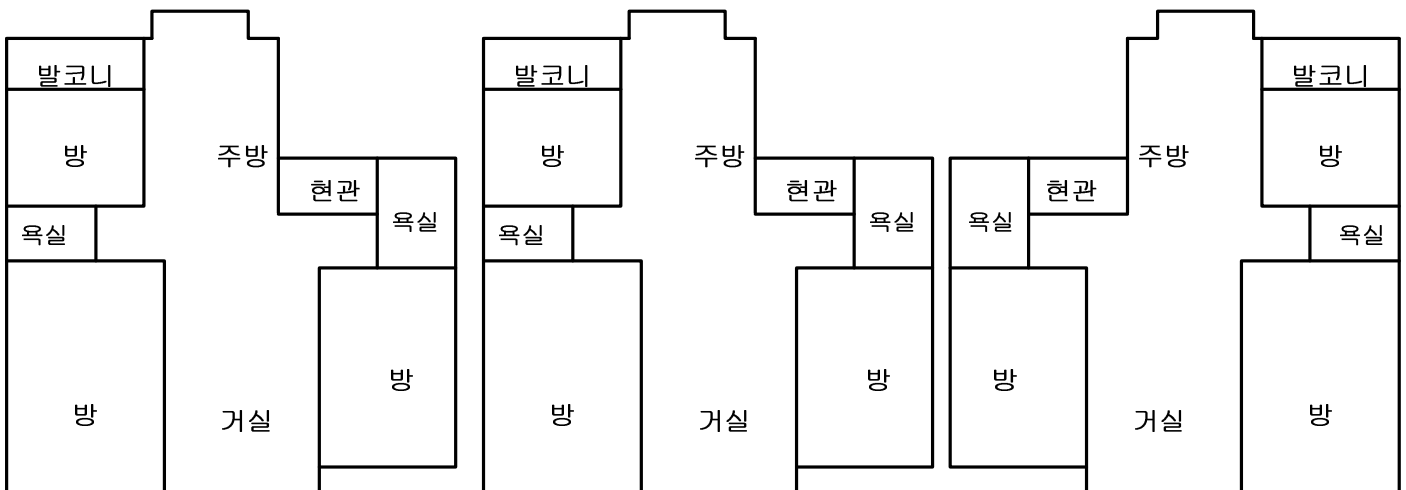 발코니 발코니 발코니
방 주방 방 주방 주방 방
현관 현관 현관
욕실 욕실 욕실 욕실 욕실 욕실
방 방 방
방 거실 방 거실 거실 방